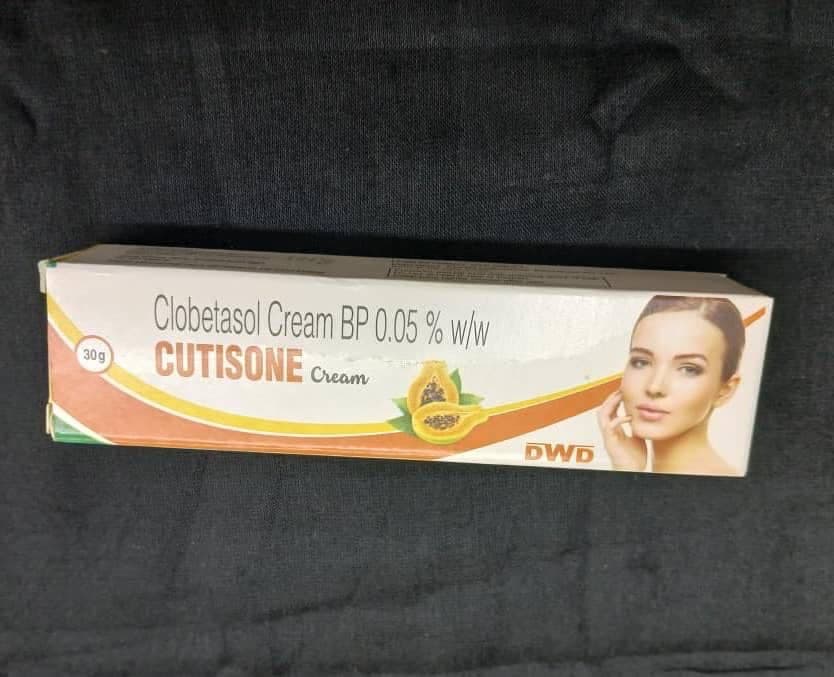 Clobetasol Cream BP 0.05 % w/w
CUTISONE Cream
30g
DWD